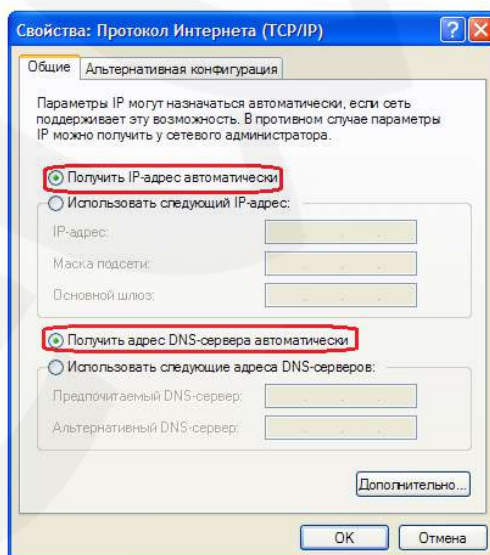 Свойства: Протокол Интернета (TCP/IP)
Общие
Альтернативная конфигурация
Параметры IP могут назначаться автоматически, если сеть
поддерживает эту возможность. В противном случае параметры
IP можно получить у сетевого администратора.
Получить IP-адрес автоматически
Использовать следующий IP-адрес:
IP-адрес:
Маска подсети:
Основной шлюз:
Получить адрес DNS-сервера автоматически
Использовать следующие адреса DNS-серверов:
Предпочитаемый DNS-сервер:
Альтернативный DNS-сервер:
Дополнительно...
OK
Отмена